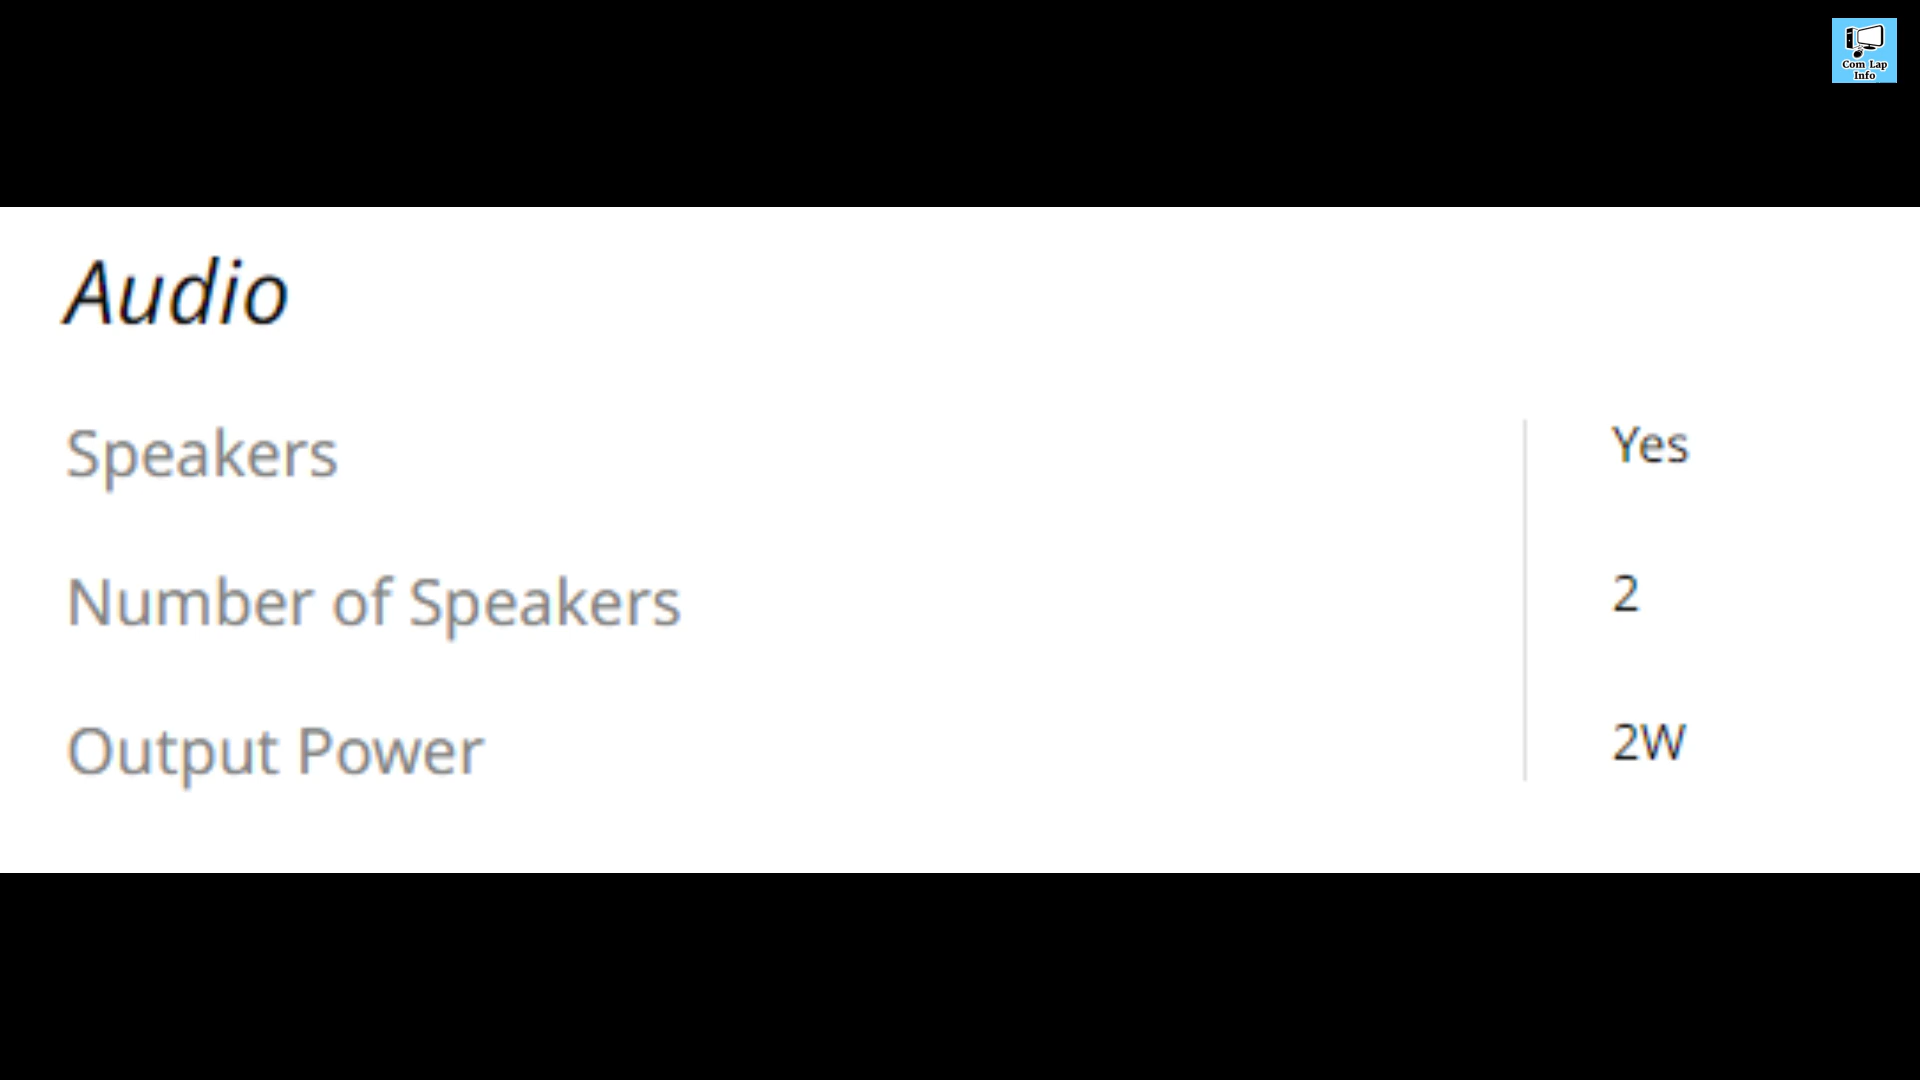 Com Lap
Info
Audio
Speakers Yes
Number of Speakers 2
Output Power 2W